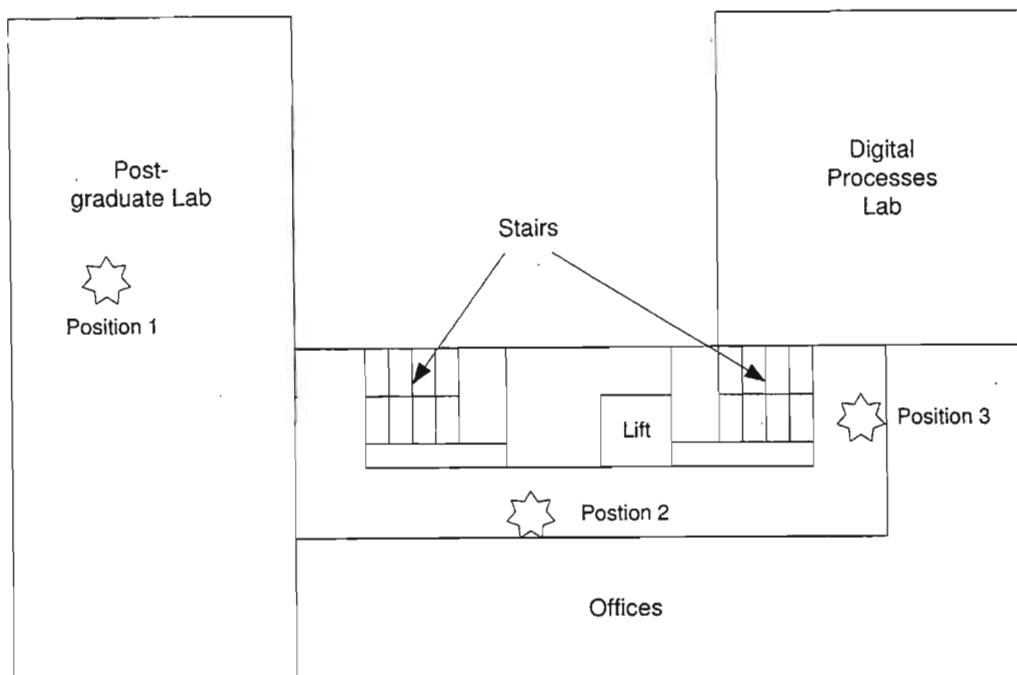 Post-
graduate Lab
Position 1
Stairs
Digital
Processes
Lab
Lift
Position 3
Postion 2
Offices